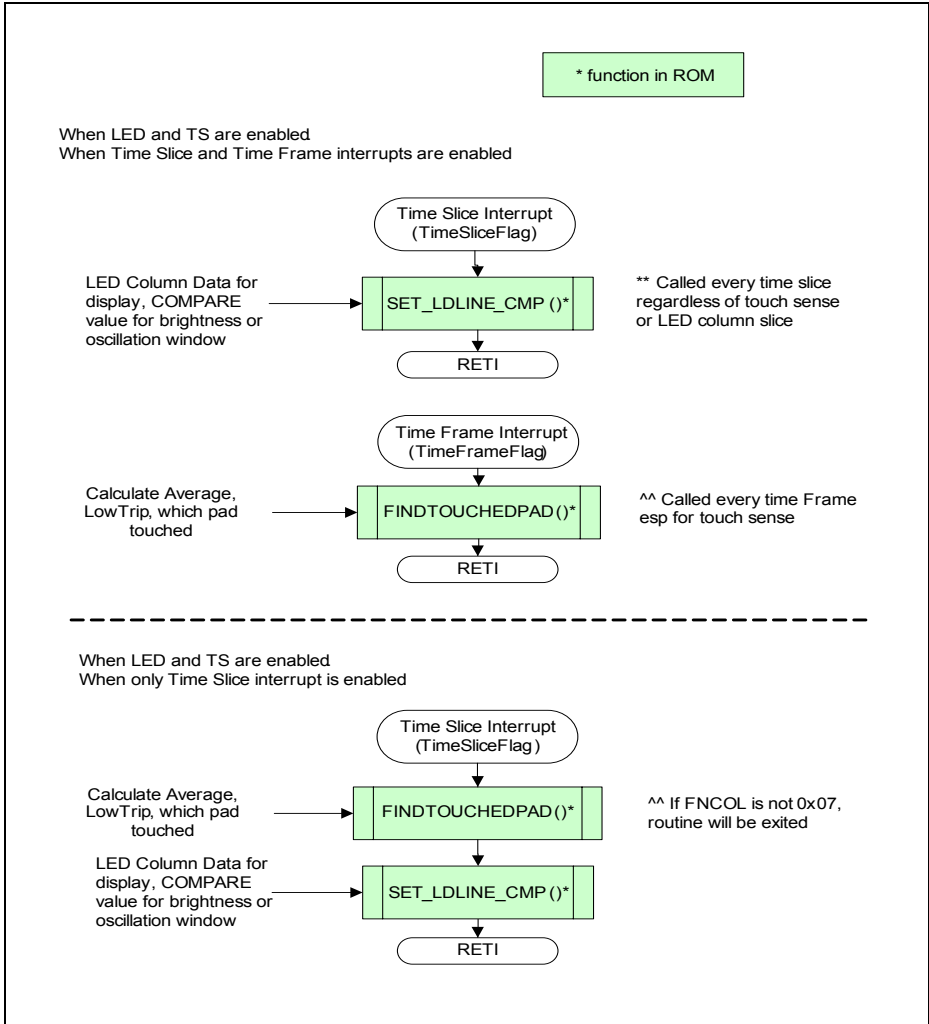 * function in ROM
When LED and TS are enabled.
When Time Slice and Time Frame interrupts are enabled
Time Slice Interrupt
(TimeSliceFlag)
LED Column Data for
display, COMPARE
value for brightness or
oscillation window
SET_LDLINE_CMP ()*
** Called every time slice
regardless of touch sense
or LED column slice
RETI
Time Frame Interrupt
(TimeFrameFlag)
Calculate Average,
LowTrip, which pad
touched
FINDTOUCHEDPAD()*
^^ Called every time Frame
esp for touch sense
RETI
When LED and TS are enabled.
When only Time Slice interrupt is enabled
Time Slice Interrupt
(TimeSliceFlag)
Calculate Average,
LowTrip, which pad
touched
FINDTOUCHEDPAD()*
^^ If FNCOL is not 0x07,
routine will be exited
LED Column Data for
display, COMPARE
value for brightness or
oscillation window
SET_LDLINE_CMP ()*
RETI